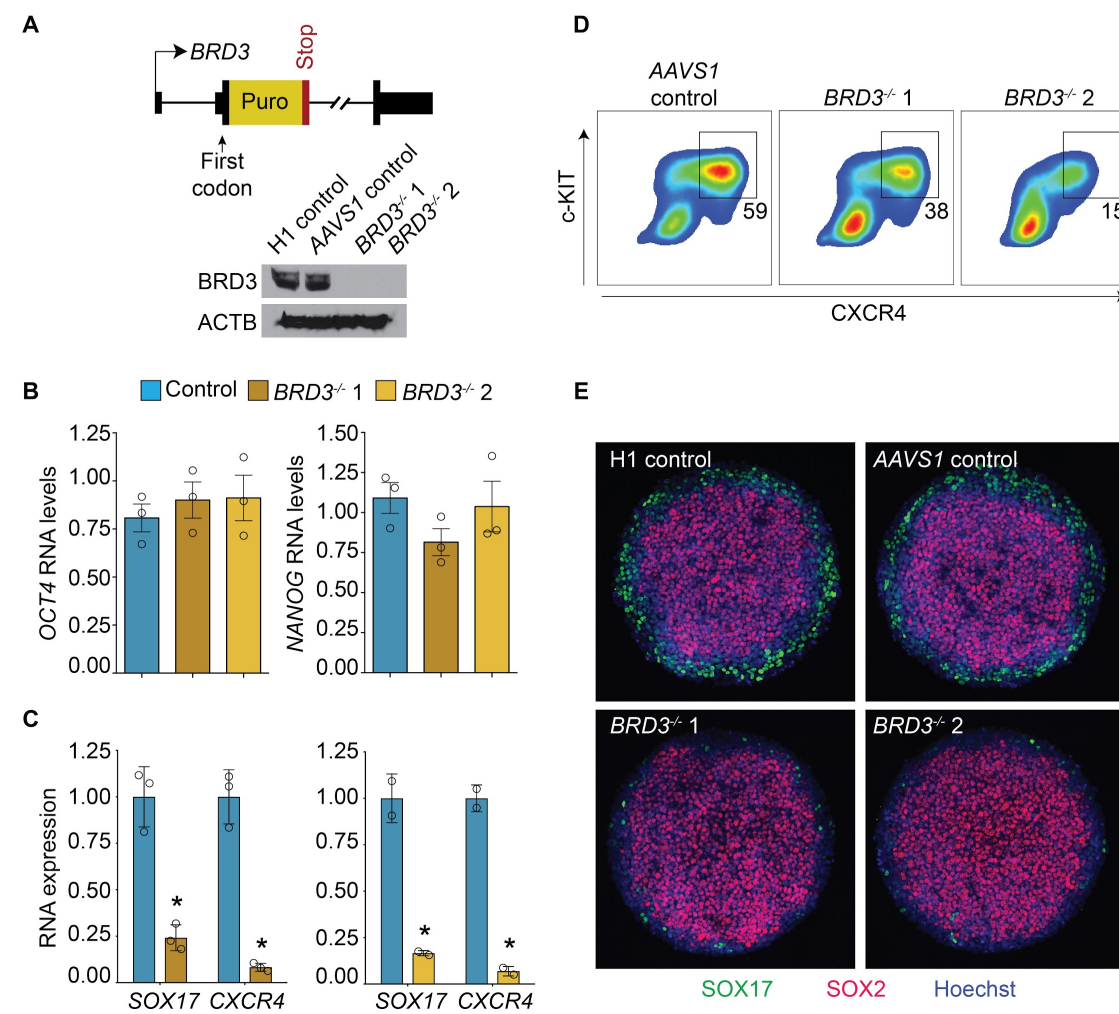 A
BRD3
Stop
Puro
First
codon
H1 control
AAVS1 control
BRD3-/- 1
BRD3-/- 2
BRD3
ACTB
B
Control
BRD3-/- 1
BRD3-/- 2
OCT4 RNA levels
1.25
1.00
0.75
0.50
0.25
0.00
NANOG RNA levels
1.50
1.25
1.00
0.75
0.50
0.25
0.00
C
RNA expression
1.25
1.00
0.75
0.50
0.25
0.00
*
*
SOX17
CXCR4
1.25
1.00
0.75
0.50
0.25
0.00
*
*
SOX17
CXCR4
D
AAVS1
control
BRD3-/- 1
BRD3-/- 2
c-KIT
59
38
15
CXCR4
E
H1 control
AAVS1 control
BRD3-/- 1
BRD3-/- 2
SOX17
SOX2
Hoechst